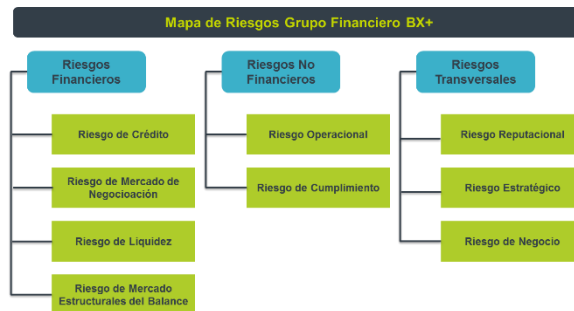 Mapa de Riesgos Grupo Financiero BX+
Riesgos
Financieros
Riesgo de Crédito
Riesgo de Mercado de
Negocioación
Riesgo de Liquidez
Riesgo de Mercado
Estructurales del Balance
Riesgos No
Financieros
Riesgo Operacional
Riesgo de Cumplimiento
Riesgos
Transversales
Riesgo Reputacional
Riesgo Estratégico
Riesgo de Negocio